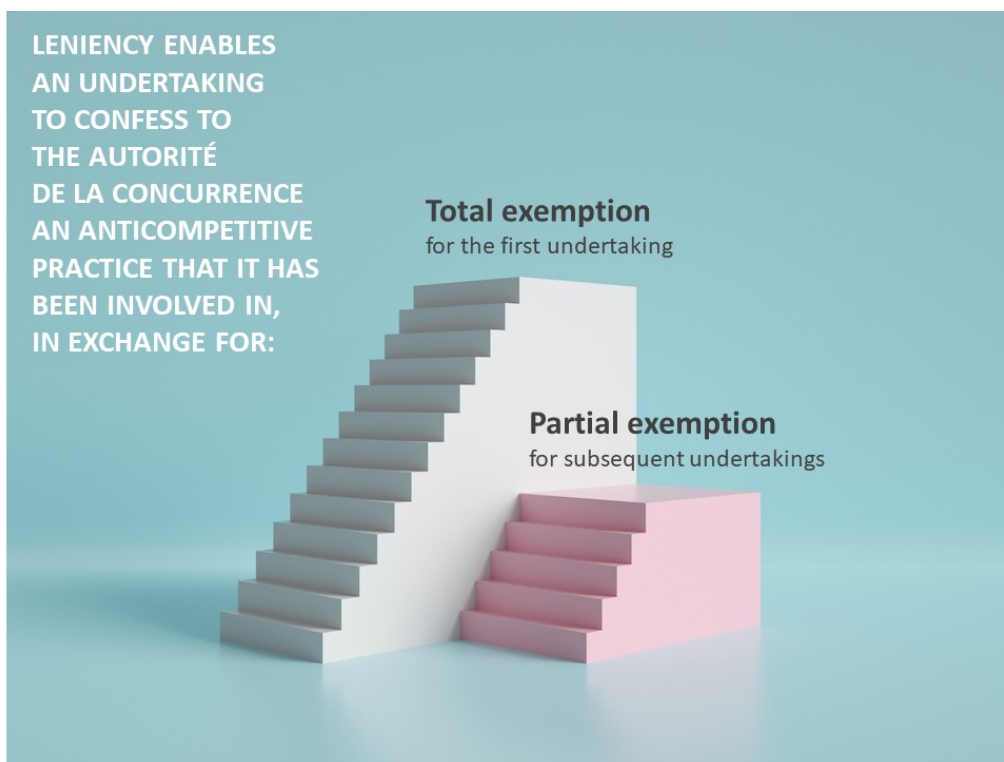 LENIENCY ENABLES
AN UNDERTAKING
TO CONFESS TO
THE AUTORITÉ
DE LA CONCURRENCE
AN ANTICOMPETITIVE
PRACTICE THAT IT HAS
BEEN INVOLVED IN,
IN EXCHANGE FOR:
Total exemption
for the first undertaking
Partial exemption
for subsequent undertakings